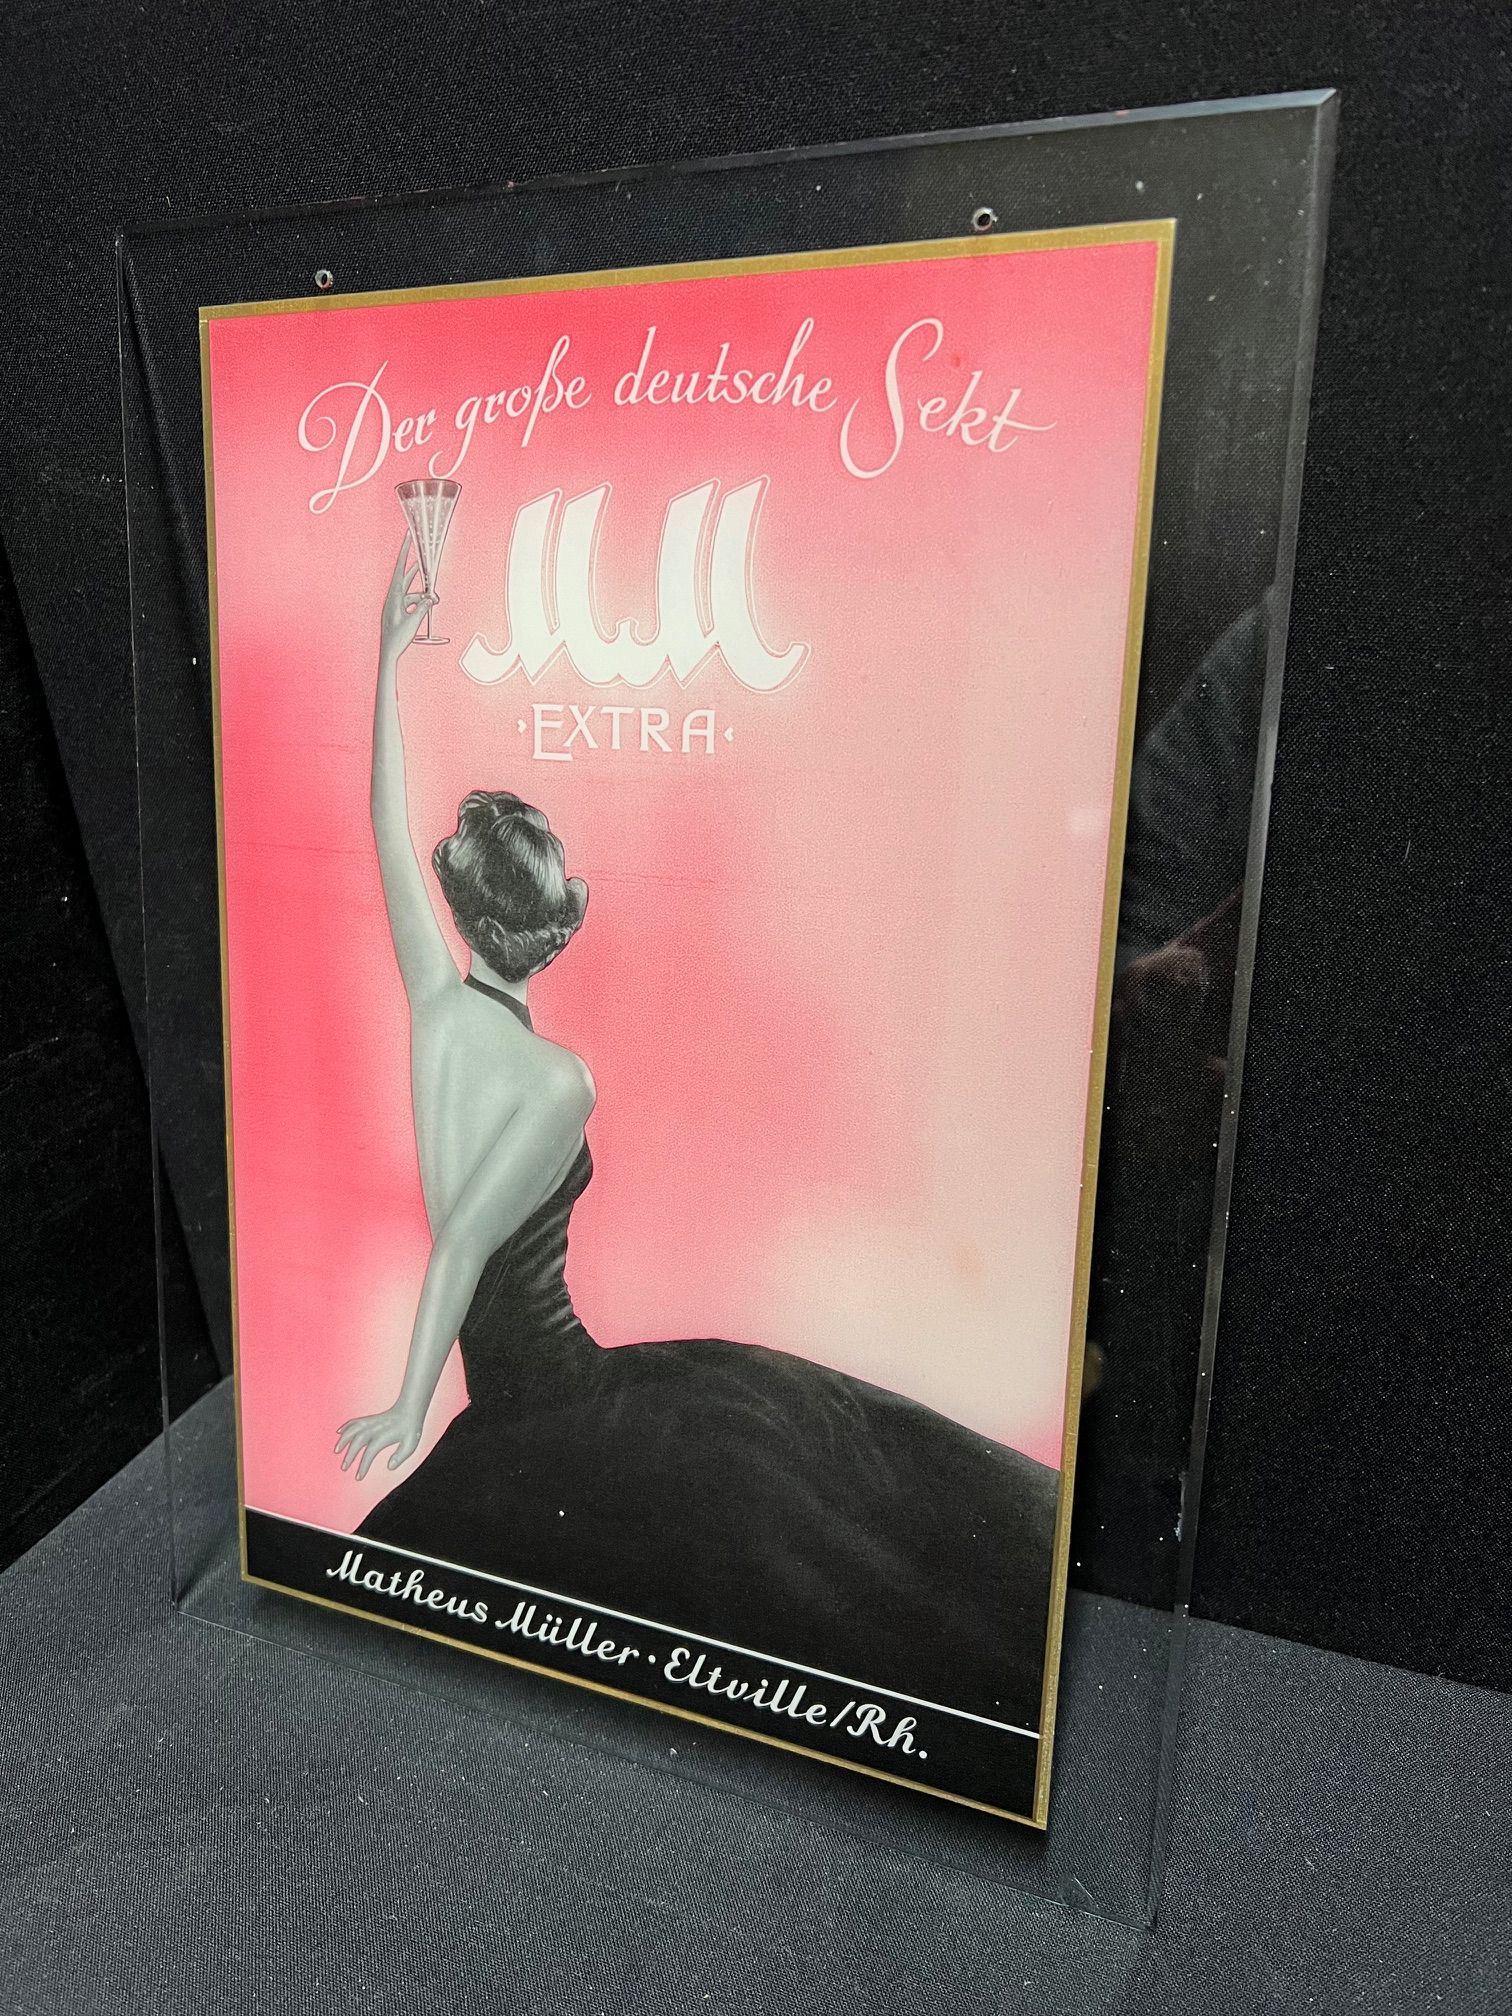 Der große deutsche Sekt
MM
EXTRA
Matheus Müller · Eltville/Rh.